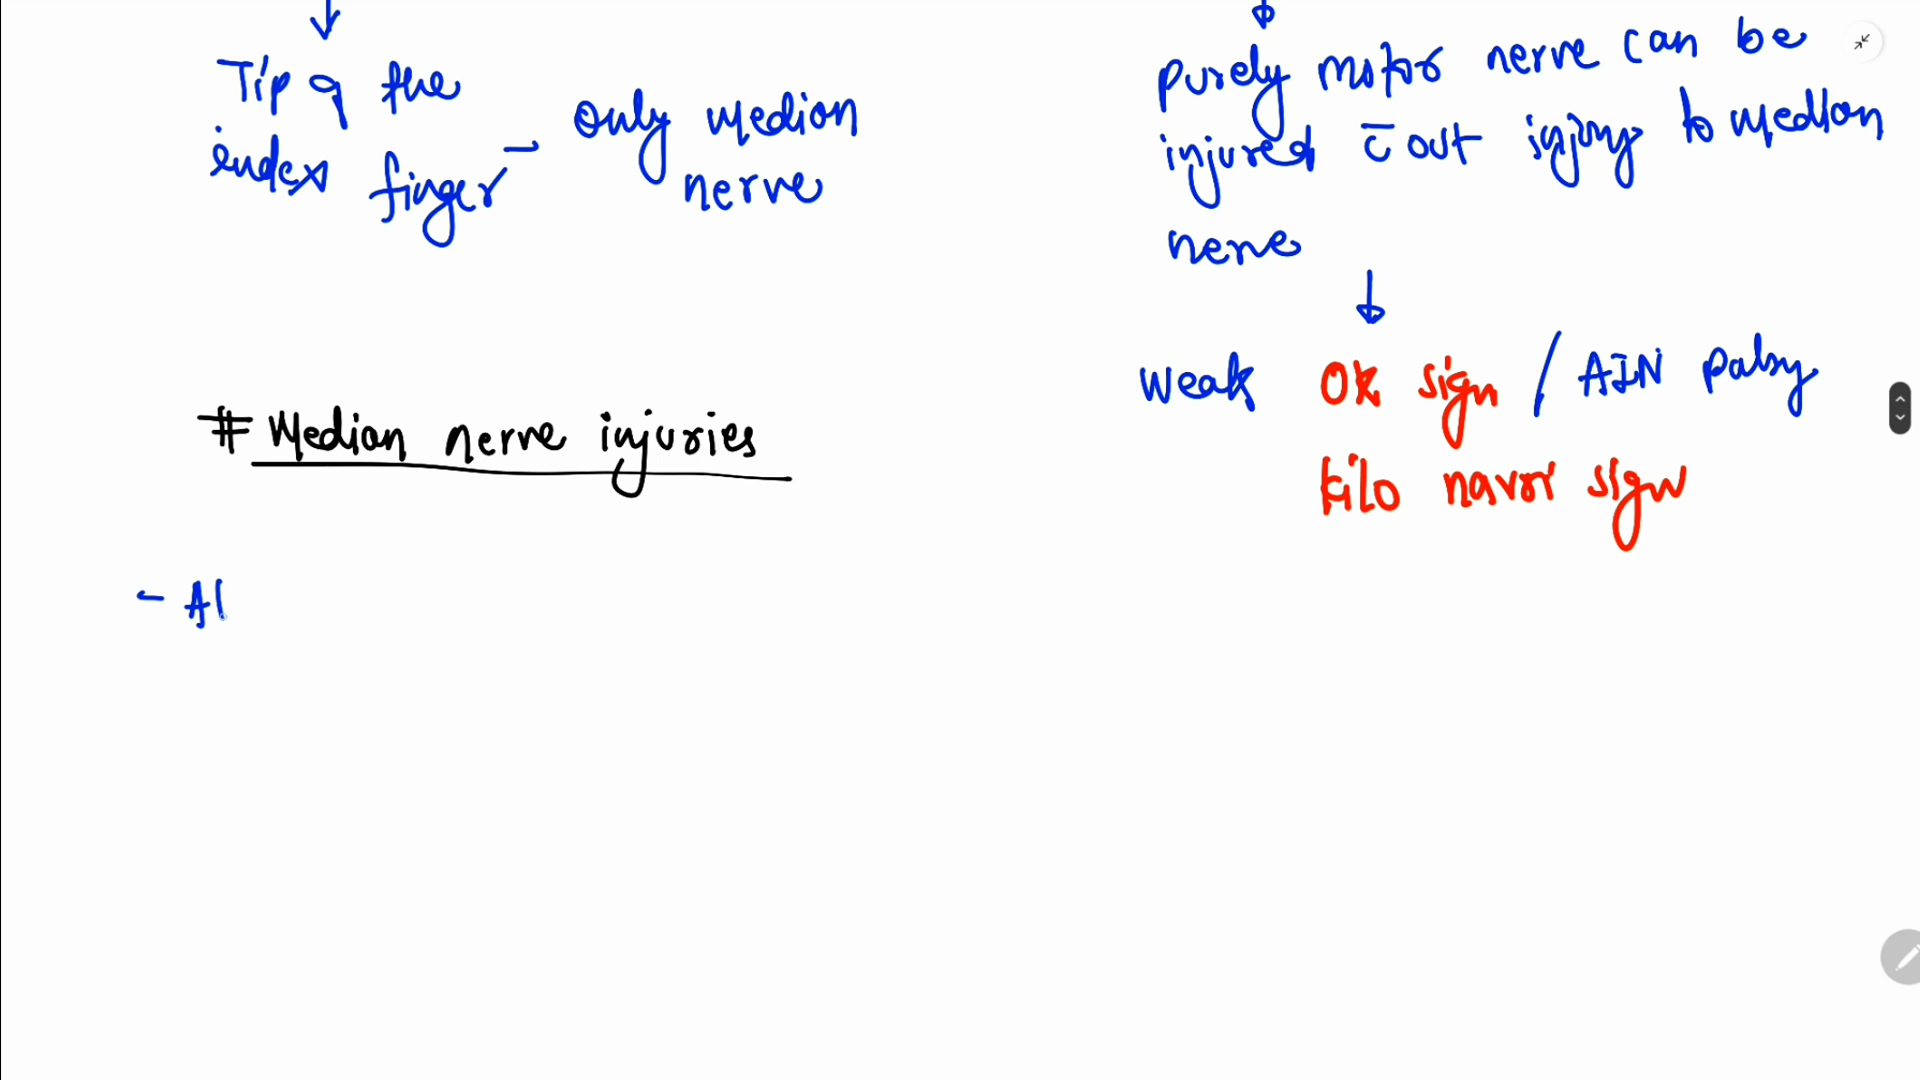 Tip of the
index finger - only median
nerve
purely motor nerve can be
injured c̄ out injury to median
nerve
weak OK sign / AIN palsy
kilo navri sign
# Median nerve injuries
- AI